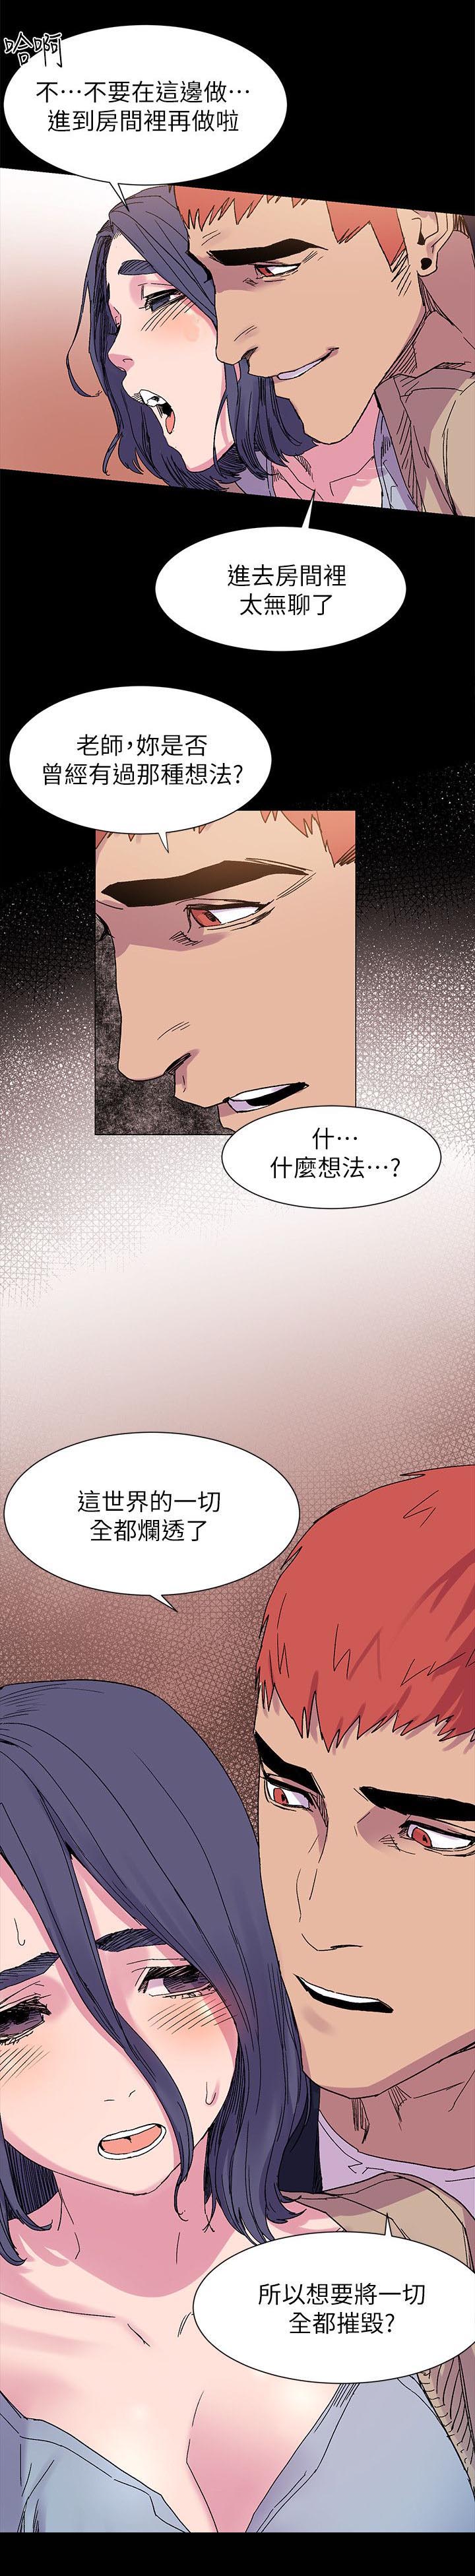 哈啊
不…不要在這邊做…
進到房間裡再做啦
進去房間裡
太無聊了
老師，妳是否
曾經有過那種想法?
什…
什麼想法…?
這世界的一切
全都爛透了
所以想要將一切
全都摧毀?